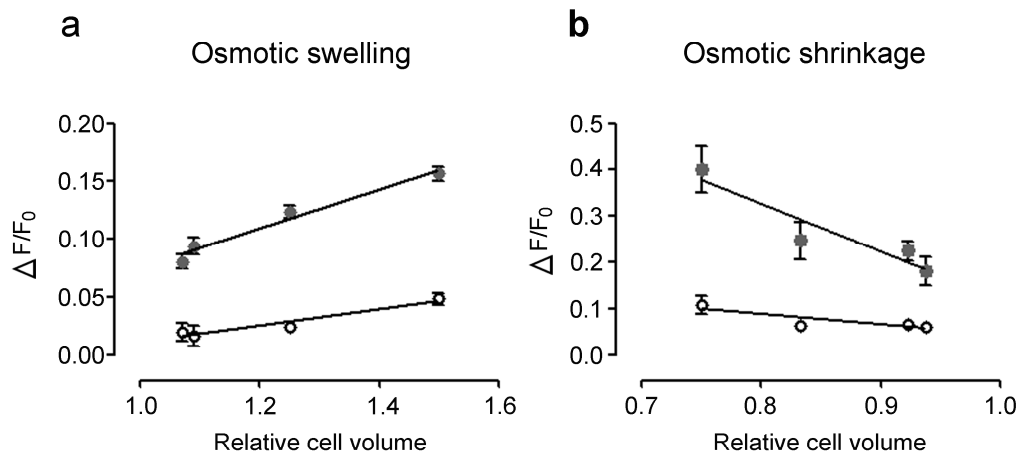 a
Osmotic swelling
0.20
0.15
0.10
0.05
0.00
Δ F/F0
1.0 1.2 1.4 1.6
Relative cell volume
b
Osmotic shrinkage
0.5
0.4
0.3
0.2
0.1
0.0
Δ F/F0
0.7 0.8 0.9 1.0
Relative cell volume